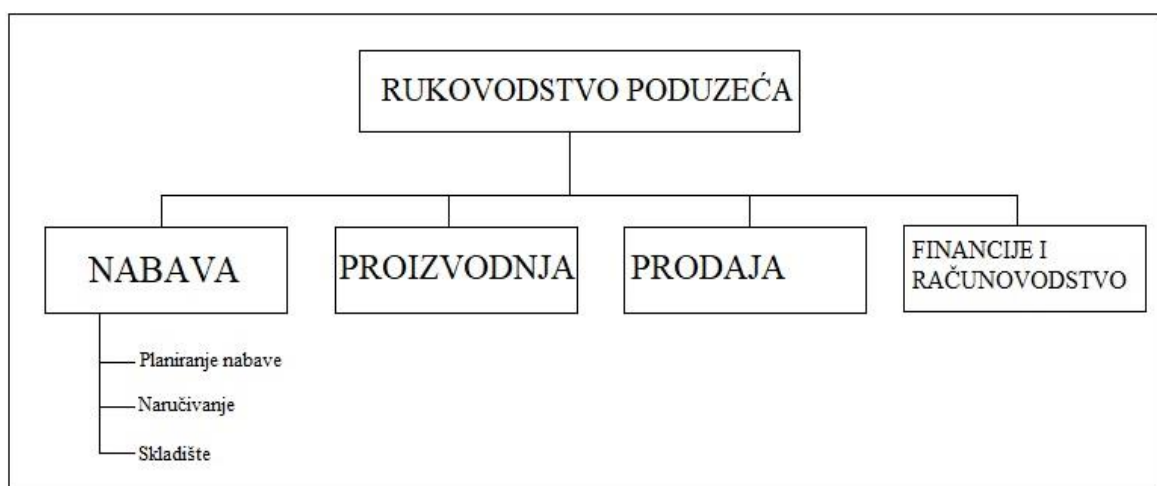 RUKOVODSTVO PODUZEĆA
NABAVA
PROIZVODNJA
PRODAJA
FINANCIJE I
RAČUNOVODSTVO
Planiranje nabave
Naručivanje
Skladište